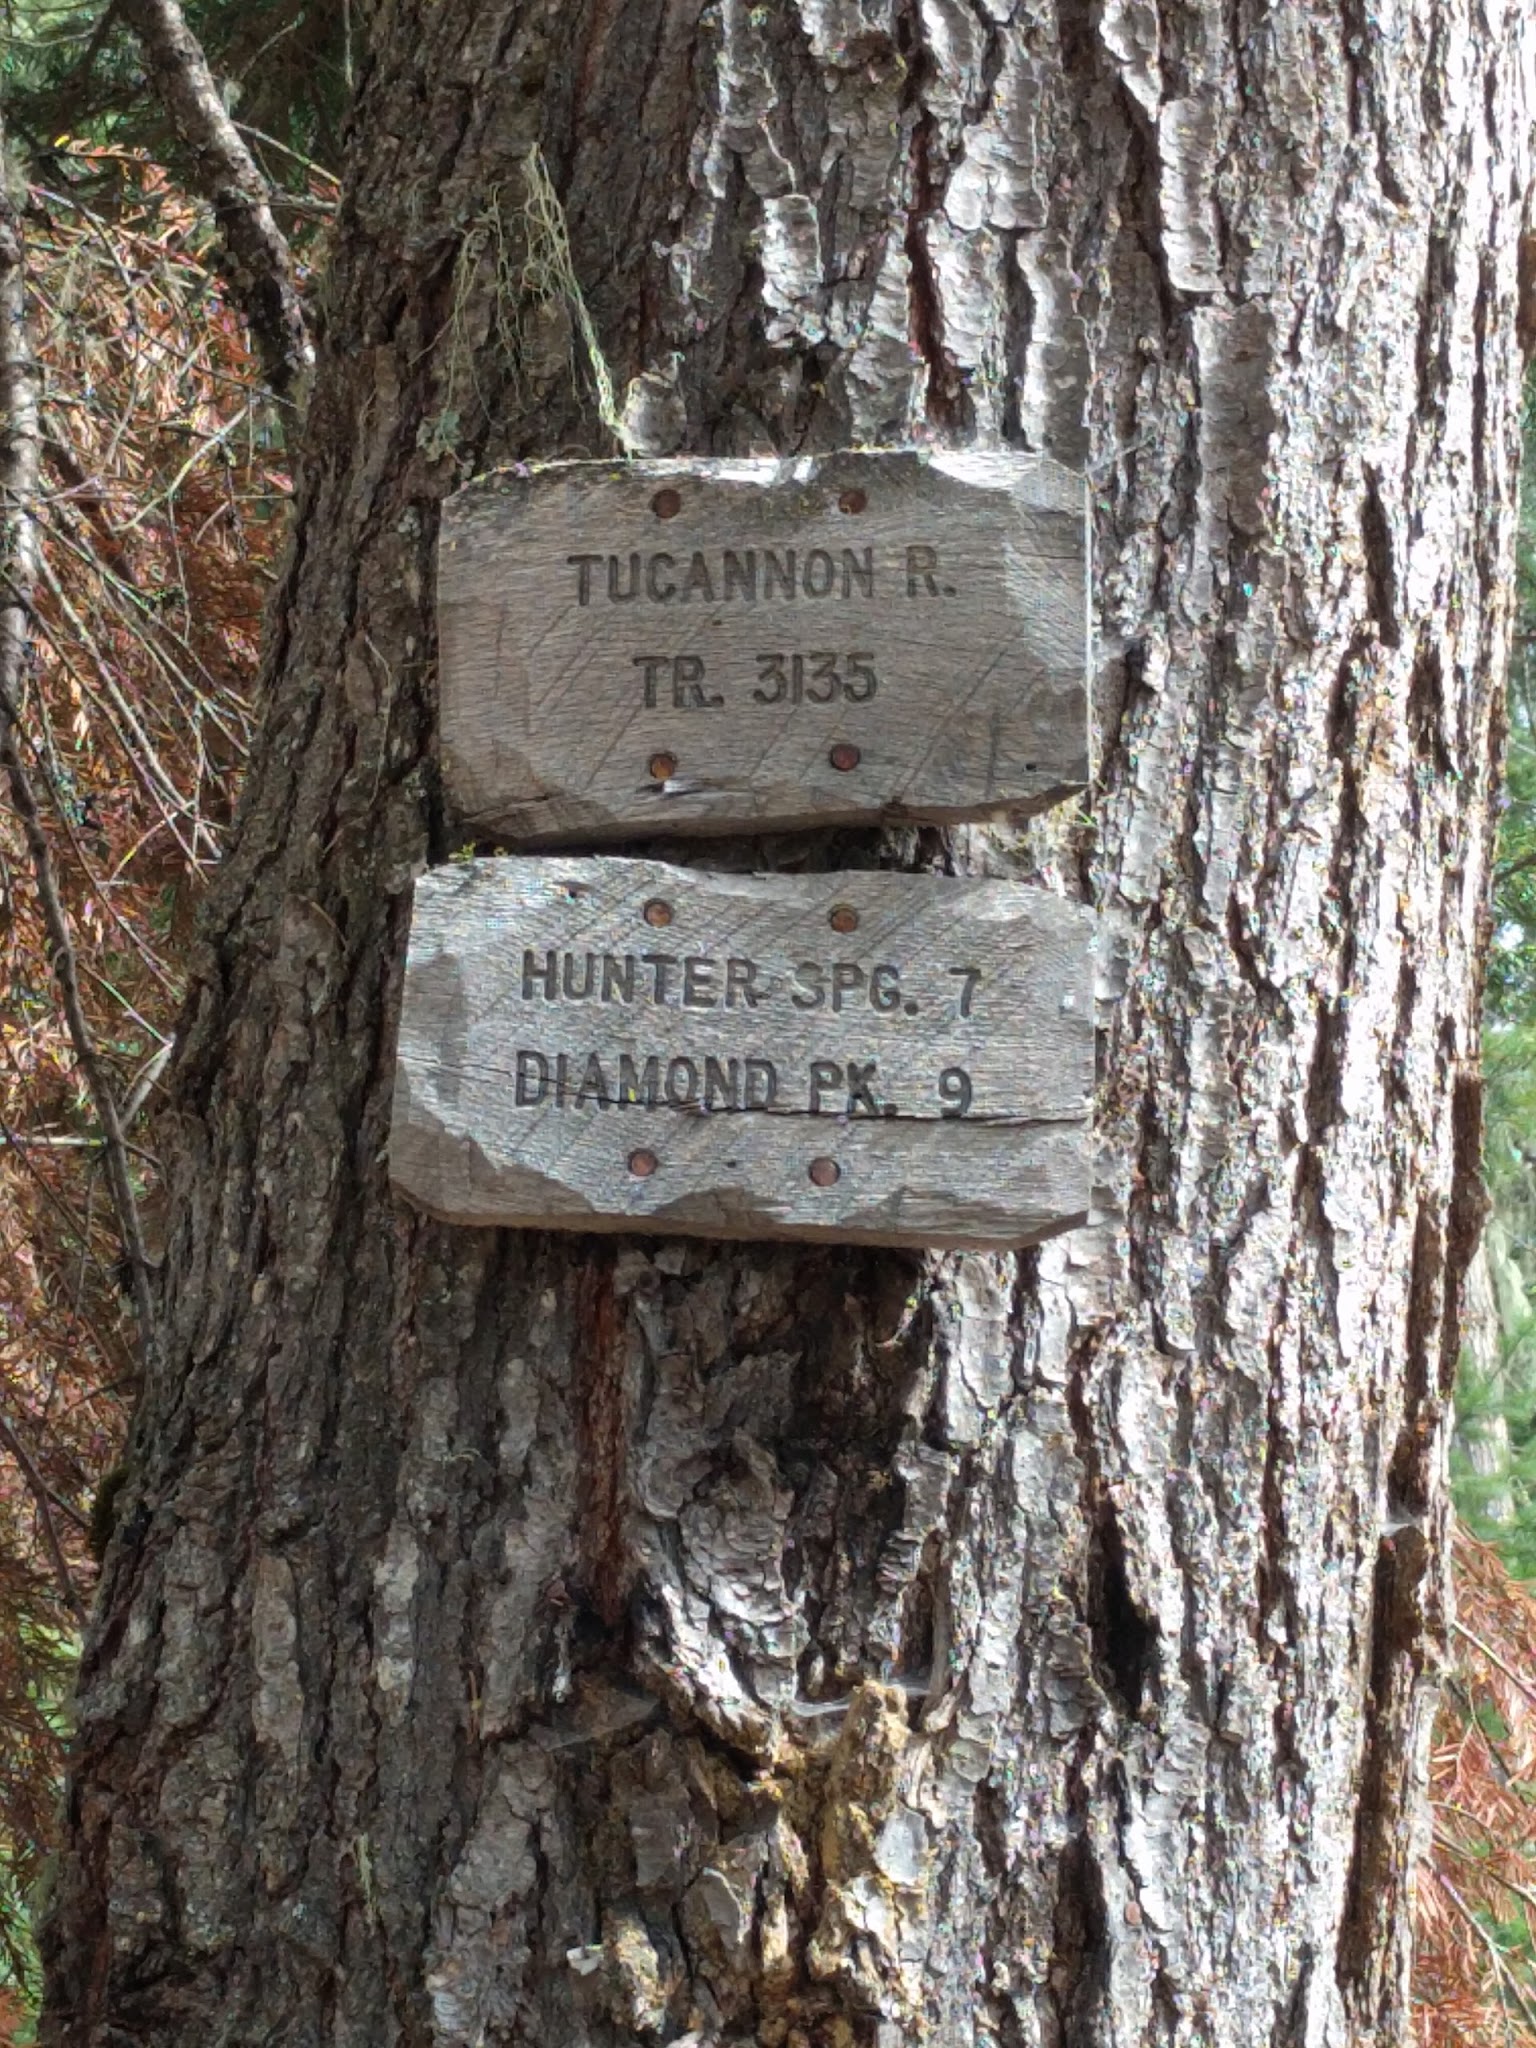 TUCANNON R.
TR. 3135
HUNTER SPG. 7
DIAMOND PK. 9